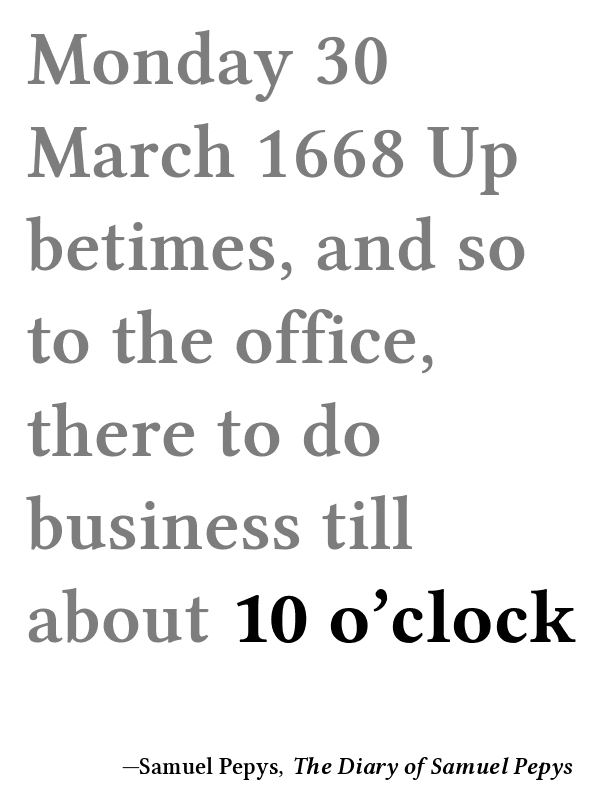 Monday 30
March 1668 Up
betimes, and so
to the office,
there to do
business till
about 10 o’clock
—Samuel Pepys, The Diary of Samuel Pepys